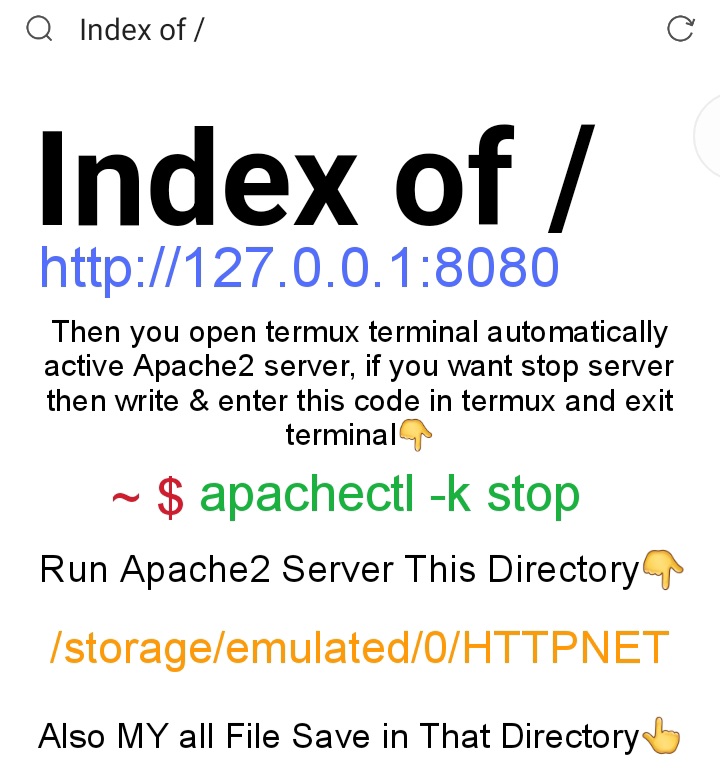 Index of /
Index of /
http://127.0.0.1:8080
Then you open termux terminal automatically
active Apache2 server, if you want stop server
then write & enter this code in termux and exit
terminal👇
~ $ apachectl -k stop
Run Apache2 Server This Directory👇
/storage/emulated/0/HTTPNET
Also MY all File Save in That Directory👆